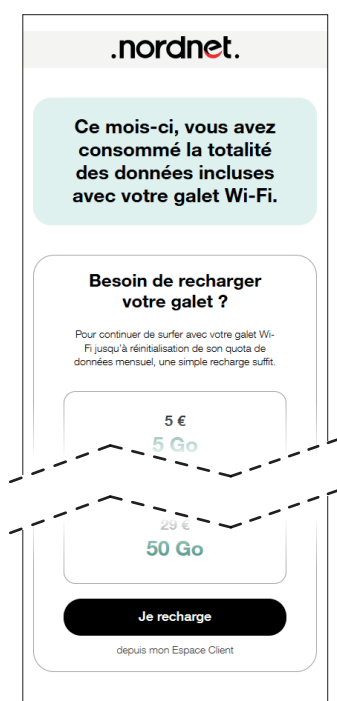 .nordnet.
Ce mois-ci, vous avez
consommé la totalité
des données incluses
avec votre galet Wi-Fi.
Besoin de recharger
votre galet ?
Pour continuer de surfer avec votre galet Wi-
Fi jusqu'à réinitialisation de son quota de
données mensuel, une simple recharge suffit.
5 €
5 Go
29 €
50 Go
Je recharge
depuis mon Espace Client